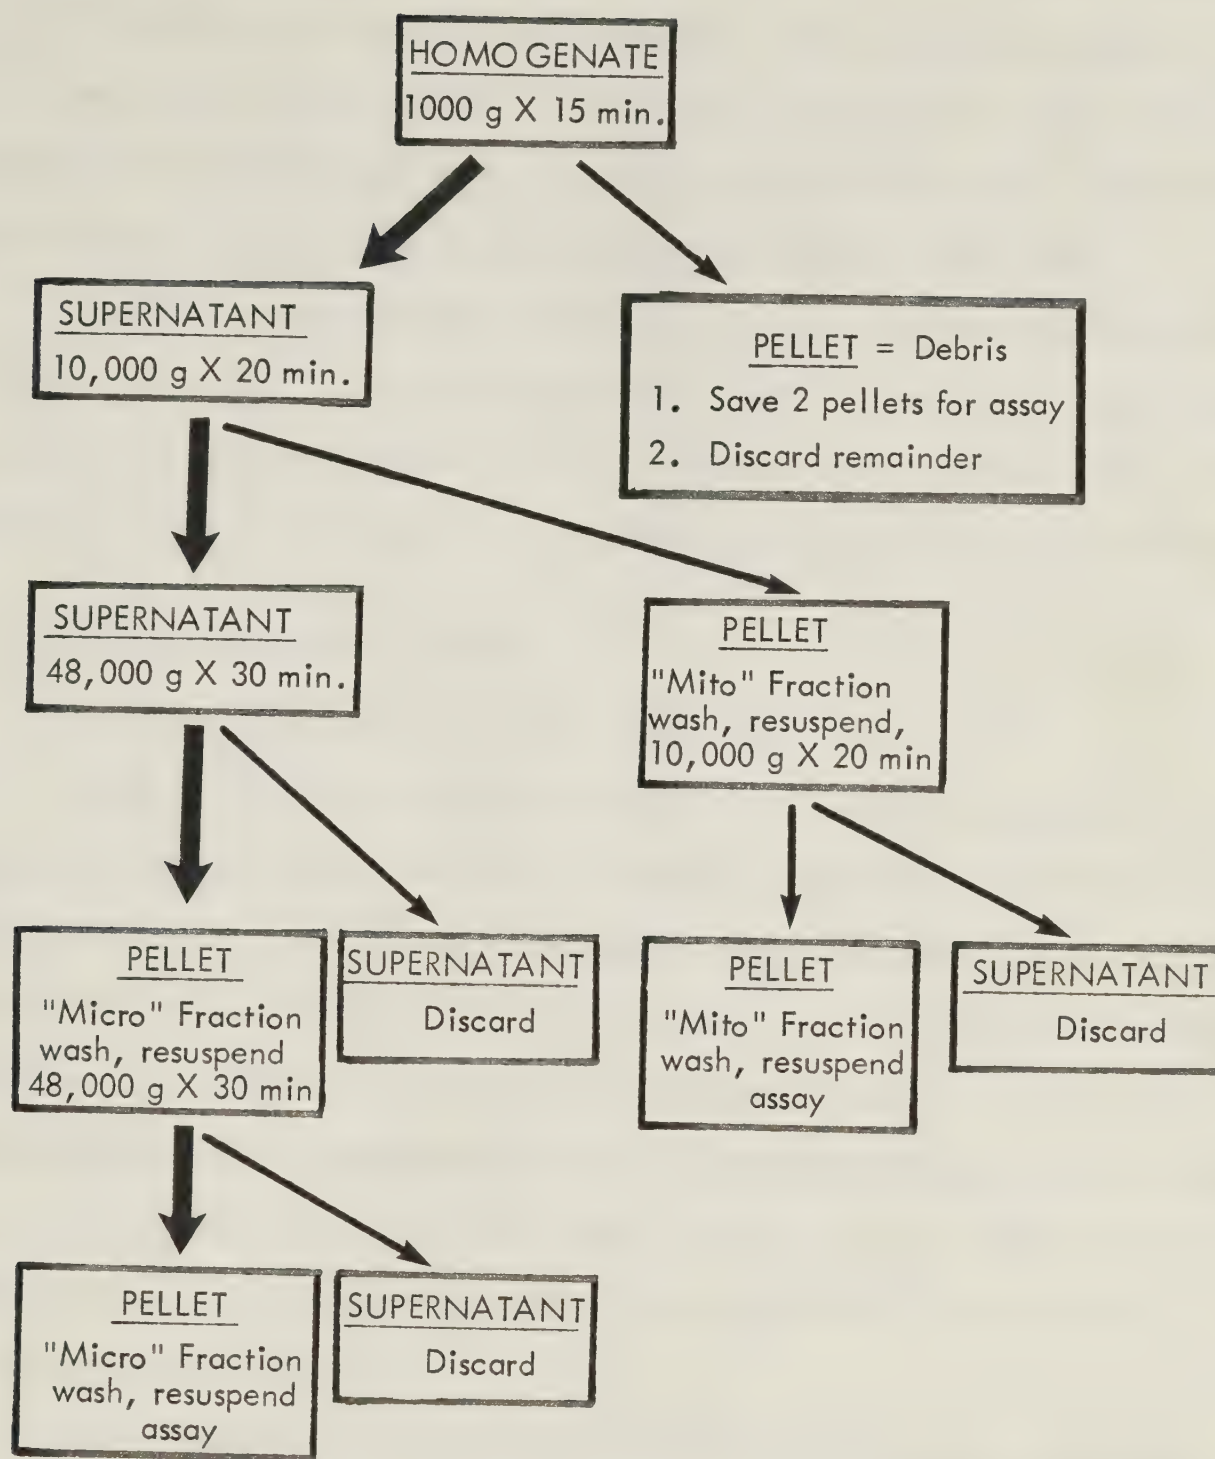 HOMOGENATE
1000 g X 15 min.
SUPERNATANT
10,000 g X 20 min.
PELLET = Debris
1. Save 2 pellets for assay
2. Discard remainder
SUPERNATANT
48,000 g X 30 min.
PELLET
"Mito" Fraction
wash, resuspend,
10,000 g X 20 min
PELLET
"Micro" Fraction
wash, resuspend
48,000 g X 30 min
SUPERNATANT
Discard
PELLET
"Mito" Fraction
wash, resuspend
assay
SUPERNATANT
Discard
PELLET
"Micro" Fraction
wash, resuspend
assay
SUPERNATANT
Discard